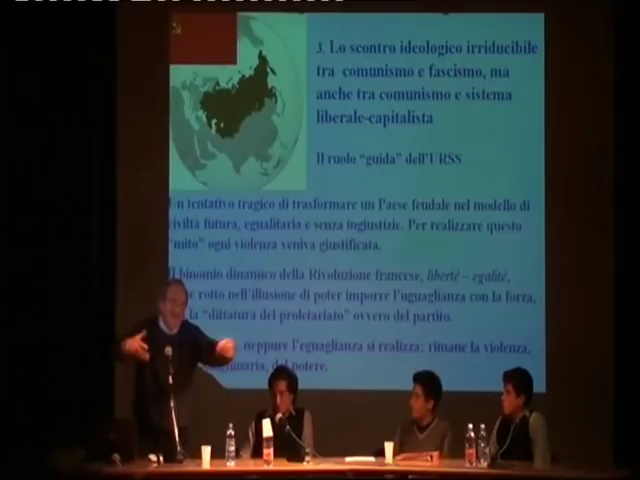 3. Lo scontro ideologico irriducibile
tra comunismo e fascismo, ma
anche tra comunismo e sistema
liberale-capitalista
Il ruolo "guida" dell'URSS
Un tentativo tragico di trasformare un Paese feudale nel modello di
civiltà futura, egualitaria e senza ingiustizie. Per realizzare questo
"mito" ogni violenza veniva giustificata.
Il binomio dinamico della Rivoluzione francese, liberté – egalité,
rotto nell'illusione di poter imporre l'uguaglianza con la forza,
la "dittatura del proletariato" ovvero del partito.
neppure l'eguaglianza si realizza: rimane la violenza,
potere.